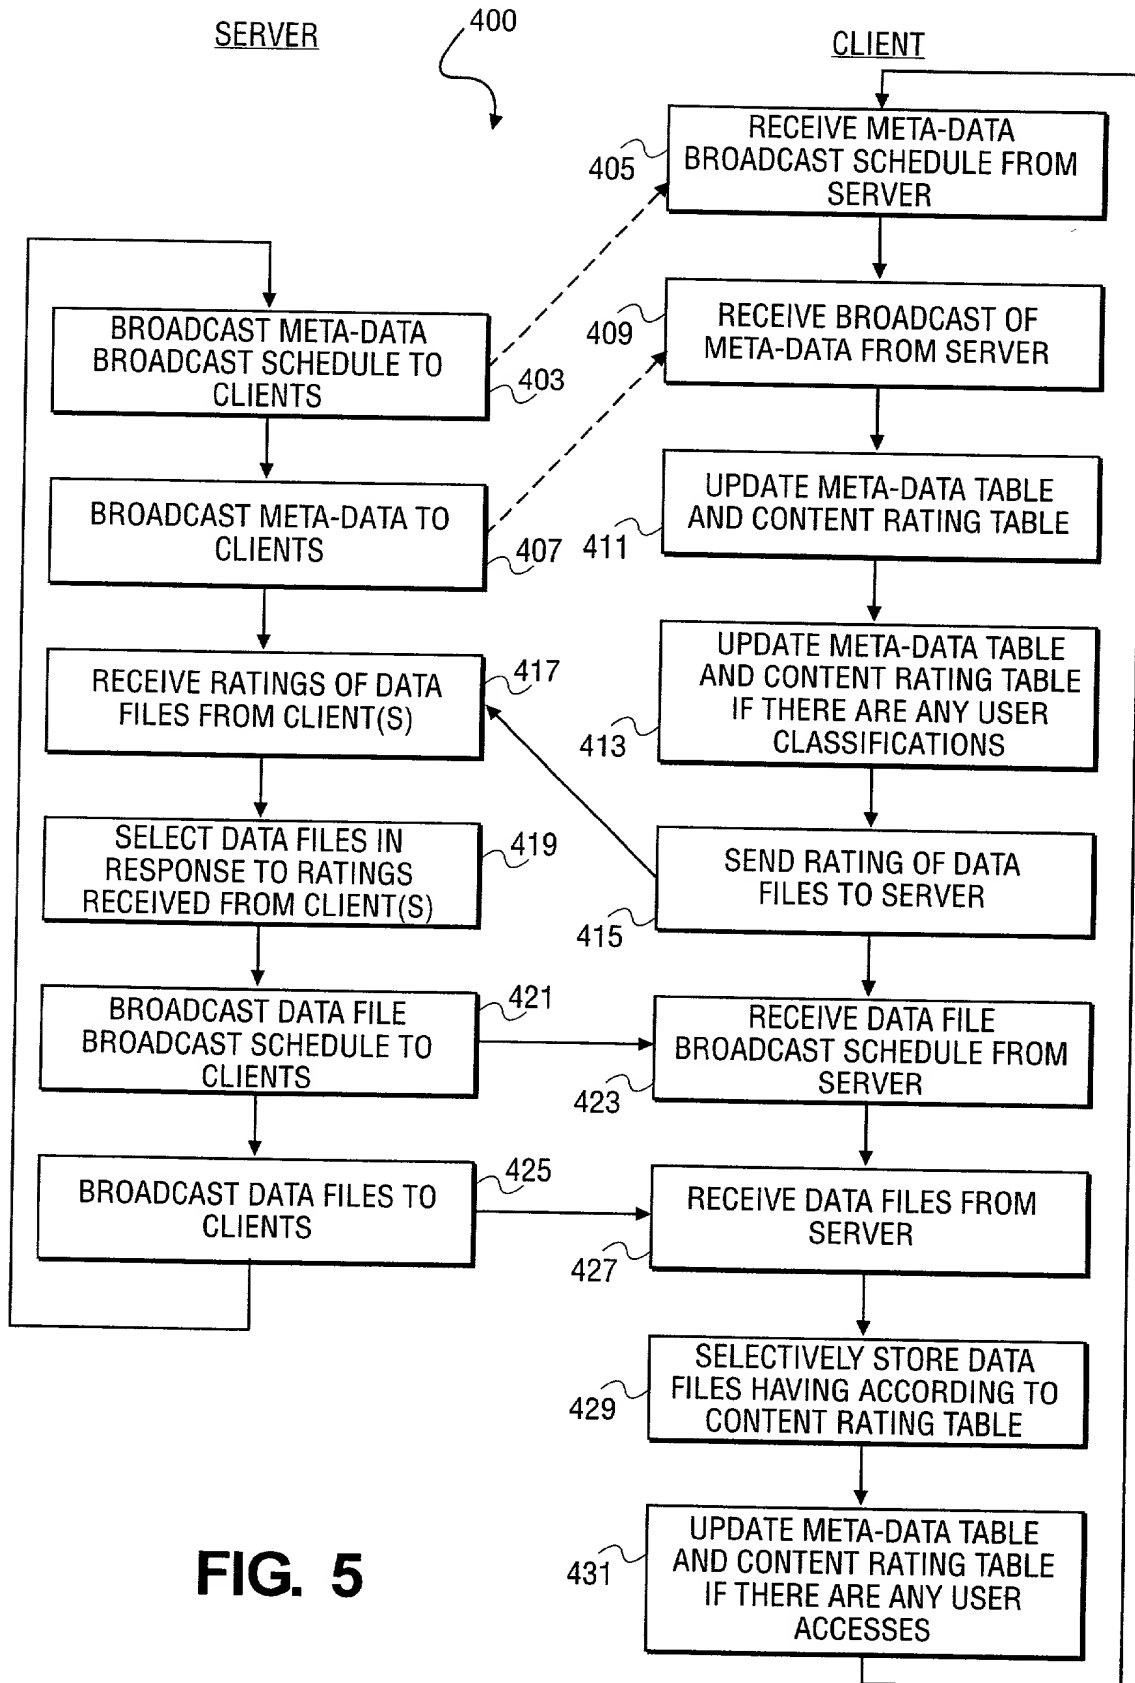 SERVER
400
CLIENT
RECEIVE META-DATA
BROADCAST SCHEDULE FROM
SERVER
405
RECEIVE BROADCAST OF
META-DATA FROM SERVER
409
BROADCAST META-DATA
BROADCAST SCHEDULE TO
CLIENTS
403
UPDATE META-DATA TABLE
AND CONTENT RATING TABLE
411
BROADCAST META-DATA TO
CLIENTS
407
UPDATE META-DATA TABLE
AND CONTENT RATING TABLE
IF THERE ARE ANY USER
CLASSIFICATIONS
413
RECEIVE RATINGS OF DATA
FILES FROM CLIENT(S)
417
SEND RATING OF DATA
FILES TO SERVER
415
SELECT DATA FILES IN
RESPONSE TO RATINGS
RECEIVED FROM CLIENT(S)
419
BROADCAST DATA FILE
BROADCAST SCHEDULE TO
CLIENTS
421
RECEIVE DATA FILE
BROADCAST SCHEDULE FROM
SERVER
423
BROADCAST DATA FILES TO
CLIENTS
425
RECEIVE DATA FILES FROM
SERVER
427
SELECTIVELY STORE DATA
FILES HAVING ACCORDING TO
CONTENT RATING TABLE
429
UPDATE META-DATA TABLE
AND CONTENT RATING TABLE
IF THERE ARE ANY USER
ACCESSES
431
FIG. 5